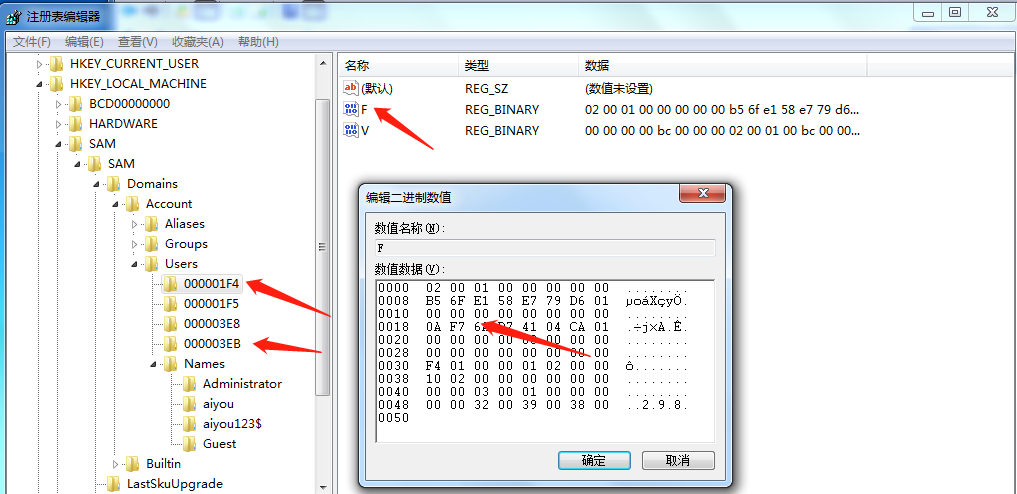 注册表编辑器
文件(F) 编辑(E) 查看(V) 收藏夹(A) 帮助(H)
HKEY_CURRENT_USER
HKEY_LOCAL_MACHINE
BCD00000000
HARDWARE
SAM
SAM
Domains
Account
Aliases
Groups
Users
000001F4
000001F5
000003E8
000003EB
Names
Administrator
aiyou
aiyou123$
Guest
Builtin
LastSkuUpgrade
名称 类型 数据
(默认) REG_SZ (数值未设置)
F REG_BINARY 02 00 01 00 00 00 00 00 b5 6f e1 58 e7 79 d6...
V REG_BINARY 00 00 00 00 bc 00 00 00 02 00 01 00 bc 00 00...
编辑二进制数值
数值名称(N):
F
数值数据(V):
0000 02 00 01 00 00 00 00 00 ........
0008 B5 6F E1 58 E7 79 D6 01 µoáXçyÖ.
0010 00 00 00 00 00 00 00 00 ........
0018 0A F7 D7 41 04 CA 01 .÷j×A.Ê.
0020 00 00 00 00 00 00 00 ........
0028 00 00 00 00 00 00 00 ........
0030 F4 01 00 00 01 02 00 00 ô.......
0038 10 02 00 00 00 00 00 00 ........
0040 00 00 03 00 01 00 00 00 ........
0048 00 00 32 00 39 00 38 00 ..2.9.8.
0050
确定 取消